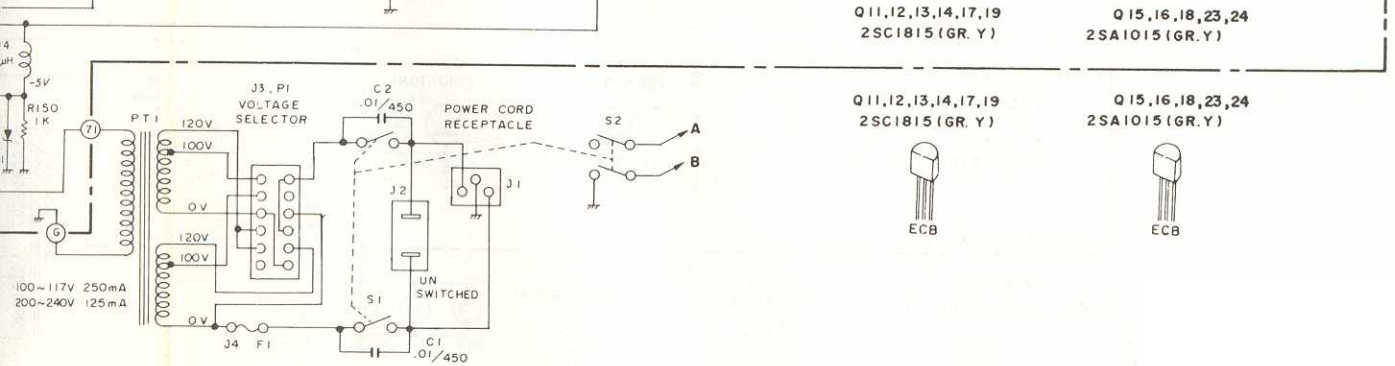 Q11,12,13,14,17,19
2SC1815(GR.Y)
Q15,16,18,23,24
2SA1015(GR.Y)
4
μH
-5V
R150
1K
71
PT1
120V
100V
0V
120V
100V
0V
J3,P1
VOLTAGE
SELECTOR
C2
.01/450
POWER CORD
RECEPTACLE
S2
A
B
J2
J1
UN
SWITCHED
G
100~117V 250mA
200~240V 125mA
S1
J4 F1
C1
.01/450
Q11,12,13,14,17,19
2SC1815(GR.Y)
ECB
Q15,16,18,23,24
2SA1015(GR.Y)
ECB